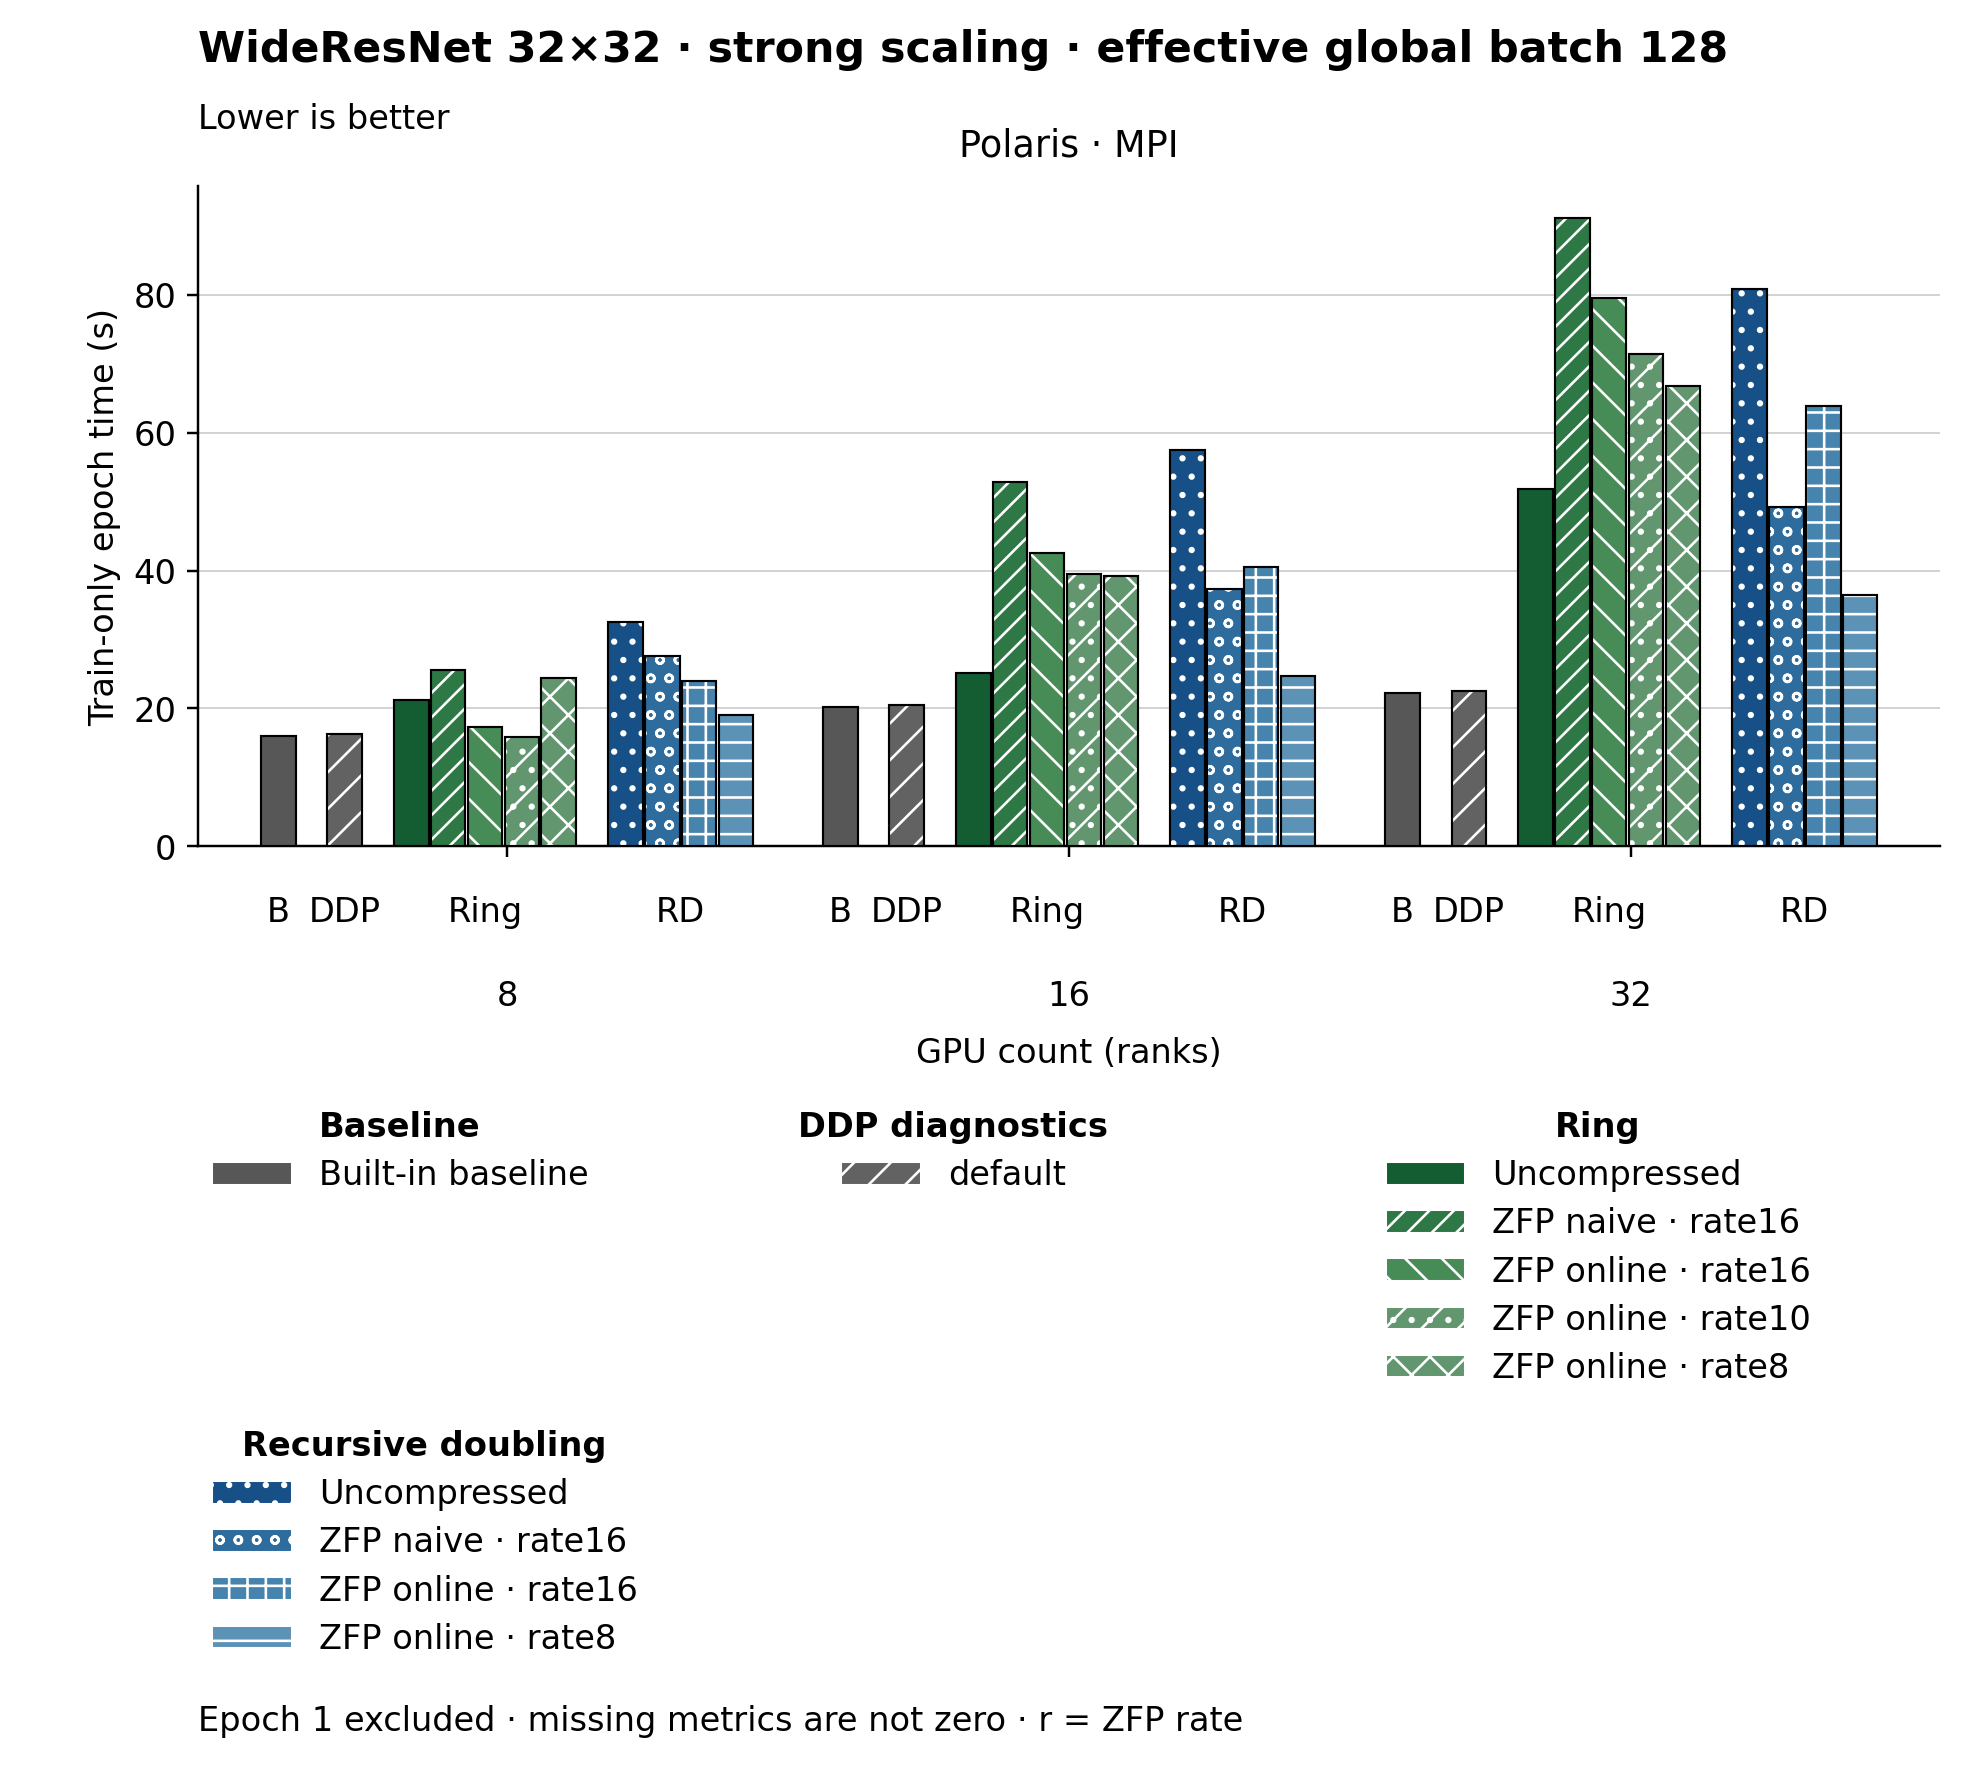 WideResNet 32×32 · strong scaling · effective global batch 128
Lower is better
Polaris · MPI
Train-only epoch time (s)
80
60
40
20
0
B DDP Ring RD B DDP Ring RD B DDP Ring RD
8 16 32
GPU count (ranks)
Baseline
Built-in baseline
DDP diagnostics
default
Ring
Uncompressed
ZFP naive · rate16
ZFP online · rate16
ZFP online · rate10
ZFP online · rate8
Recursive doubling
Uncompressed
ZFP naive · rate16
ZFP online · rate16
ZFP online · rate8
Epoch 1 excluded · missing metrics are not zero · r = ZFP rate